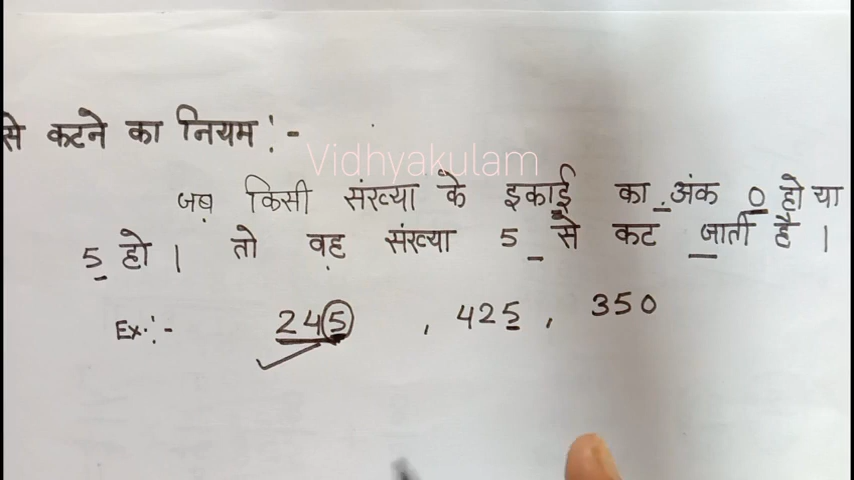 से कटने का नियम :-
Vidhyakulam
जब किसी संख्या के इकाई का अंक 0 हो या
5 हो । तो वह संख्या 5 से कट जाती है ।
Ex:- 245 , 425 , 350